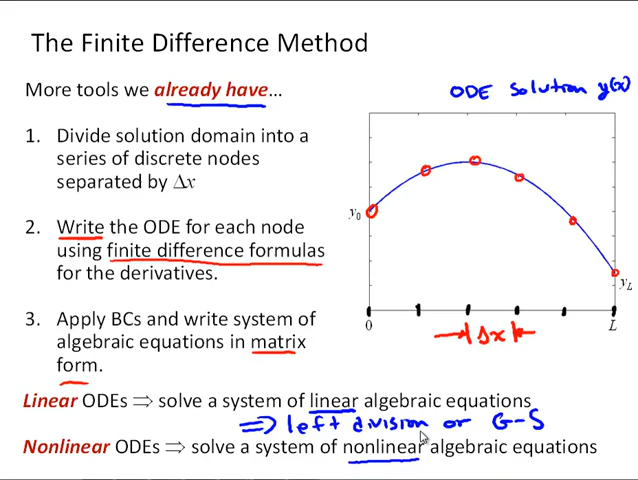 The Finite Difference Method
More tools we already have...
ODE solution y(x)
1. Divide solution domain into a
series of discrete nodes
separated by Δx
2. Write the ODE for each node
using finite difference formulas
for the derivatives.
3. Apply BCs and write system of
algebraic equations in matrix
form.
y0
yL
0
L
Δx
Linear ODEs ⇒ solve a system of linear algebraic equations
⇒ left division or G-S
Nonlinear ODEs ⇒ solve a system of nonlinear algebraic equations